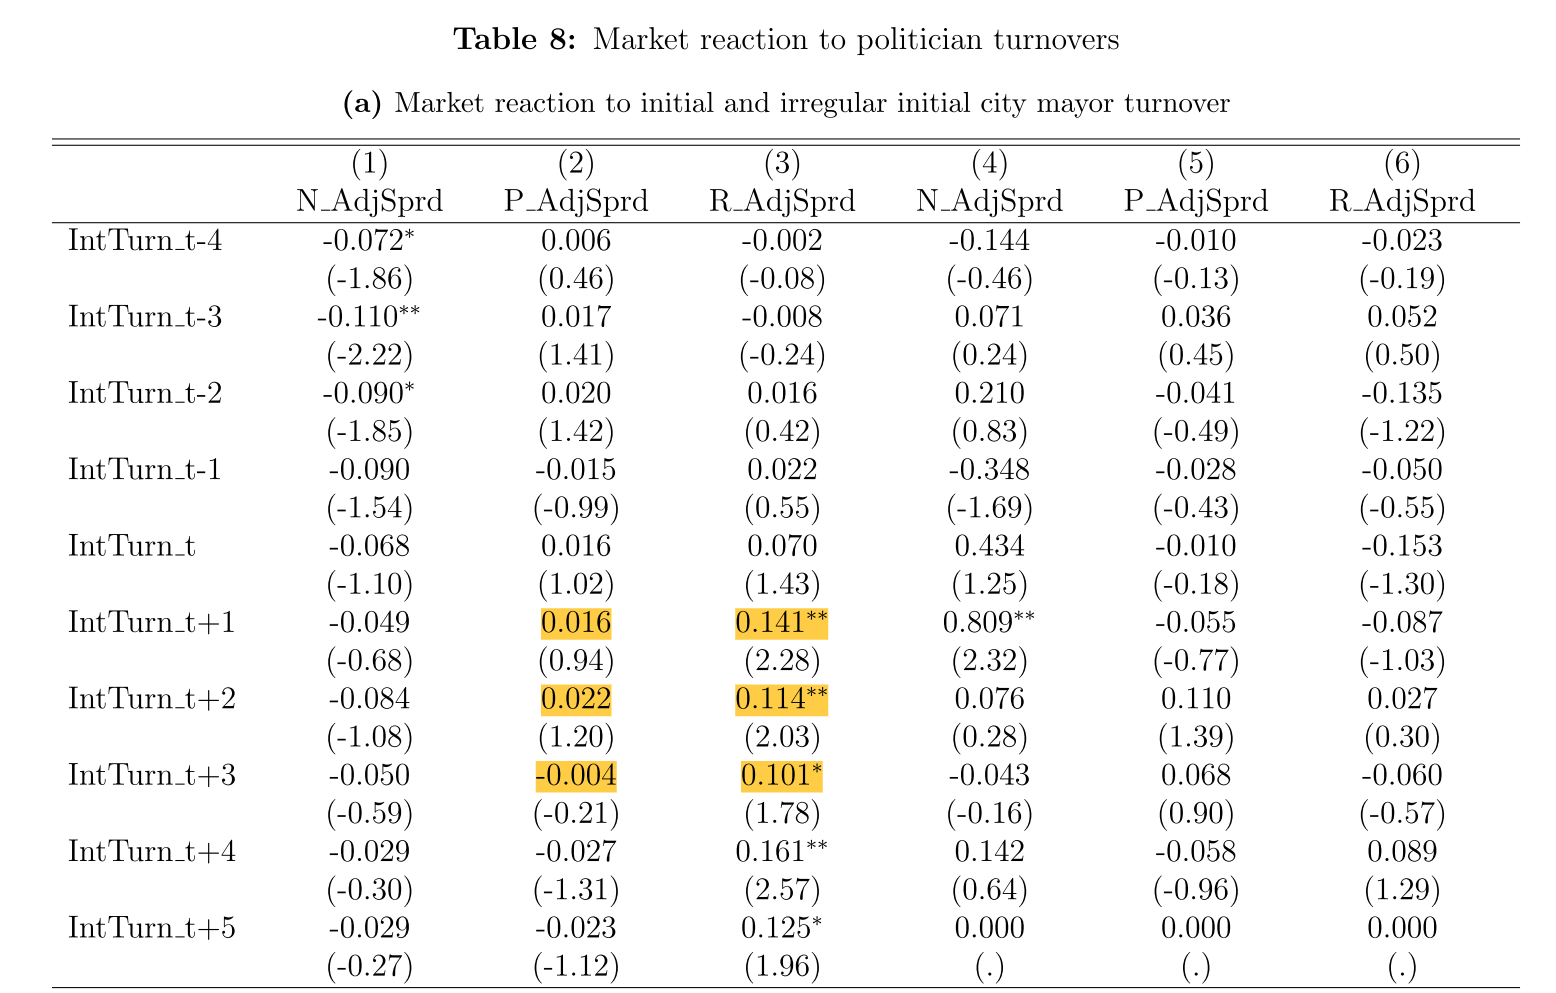 Table 8: Market reaction to politician turnovers
(a) Market reaction to initial and irregular initial city mayor turnover
(1) (2) (3) (4) (5) (6)
N_AdjSprd P_AdjSprd R_AdjSprd N_AdjSprd P_AdjSprd R_AdjSprd
IntTurn_t-4 -0.072* 0.006 -0.002 -0.144 -0.010 -0.023
(-1.86) (0.46) (-0.08) (-0.46) (-0.13) (-0.19)
IntTurn_t-3 -0.110** 0.017 -0.008 0.071 0.036 0.052
(-2.22) (1.41) (-0.24) (0.24) (0.45) (0.50)
IntTurn_t-2 -0.090* 0.020 0.016 0.210 -0.041 -0.135
(-1.85) (1.42) (0.42) (0.83) (-0.49) (-1.22)
IntTurn_t-1 -0.090 -0.015 0.022 -0.348 -0.028 -0.050
(-1.54) (-0.99) (0.55) (-1.69) (-0.43) (-0.55)
IntTurn_t -0.068 0.016 0.070 0.434 -0.010 -0.153
(-1.10) (1.02) (1.43) (1.25) (-0.18) (-1.30)
IntTurn_t+1 -0.049 0.016 0.141** 0.809** -0.055 -0.087
(-0.68) (0.94) (2.28) (2.32) (-0.77) (-1.03)
IntTurn_t+2 -0.084 0.022 0.114** 0.076 0.110 0.027
(-1.08) (1.20) (2.03) (0.28) (1.39) (0.30)
IntTurn_t+3 -0.050 -0.004 0.101* -0.043 0.068 -0.060
(-0.59) (-0.21) (1.78) (-0.16) (0.90) (-0.57)
IntTurn_t+4 -0.029 -0.027 0.161** 0.142 -0.058 0.089
(-0.30) (-1.31) (2.57) (0.64) (-0.96) (1.29)
IntTurn_t+5 -0.029 -0.023 0.125* 0.000 0.000 0.000
(-0.27) (-1.12) (1.96) (.) (.) (.)